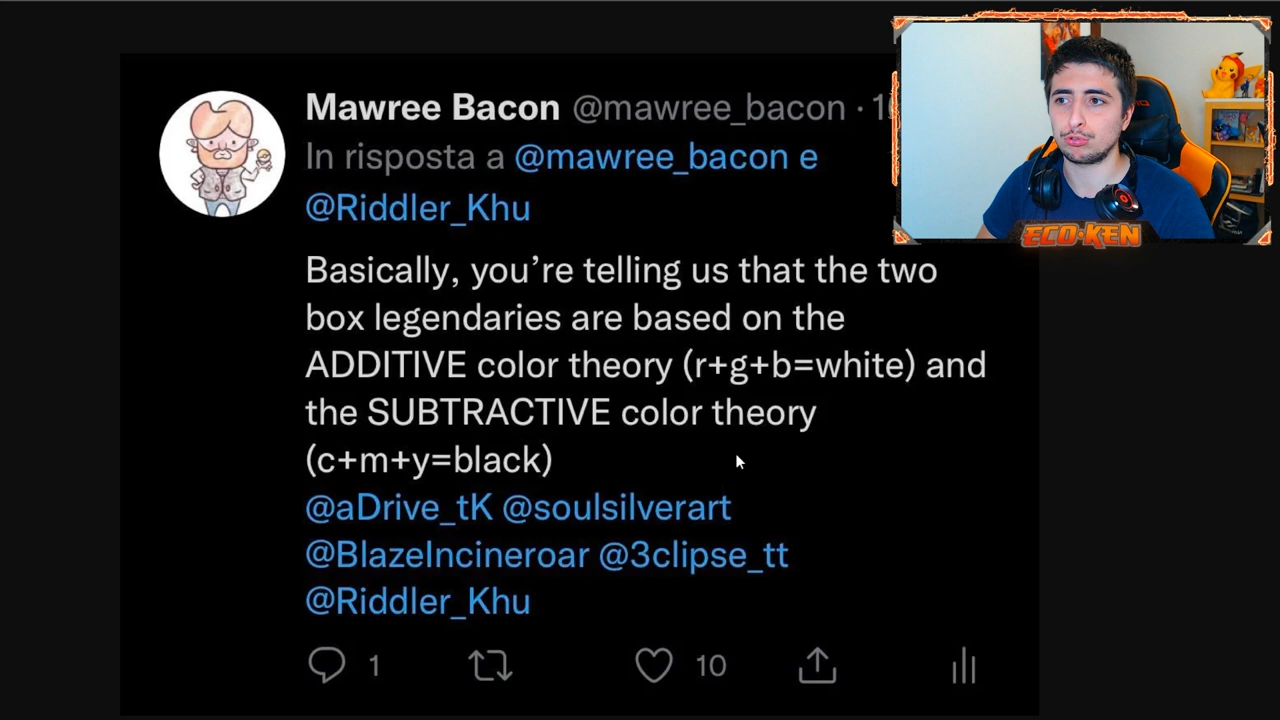 Mawree Bacon @mawree_bacon ·
In risposta a @mawree_bacon e
@Riddler_Khu
Basically, you're telling us that the two
box legendaries are based on the
ADDITIVE color theory (r+g+b=white) and
the SUBTRACTIVE color theory
(c+m+y=black)
@aDrive_tK @soulsilverart
@BlazeIncineroar @3clipse_tt
@Riddler_Khu
1
10
ECO·KEN